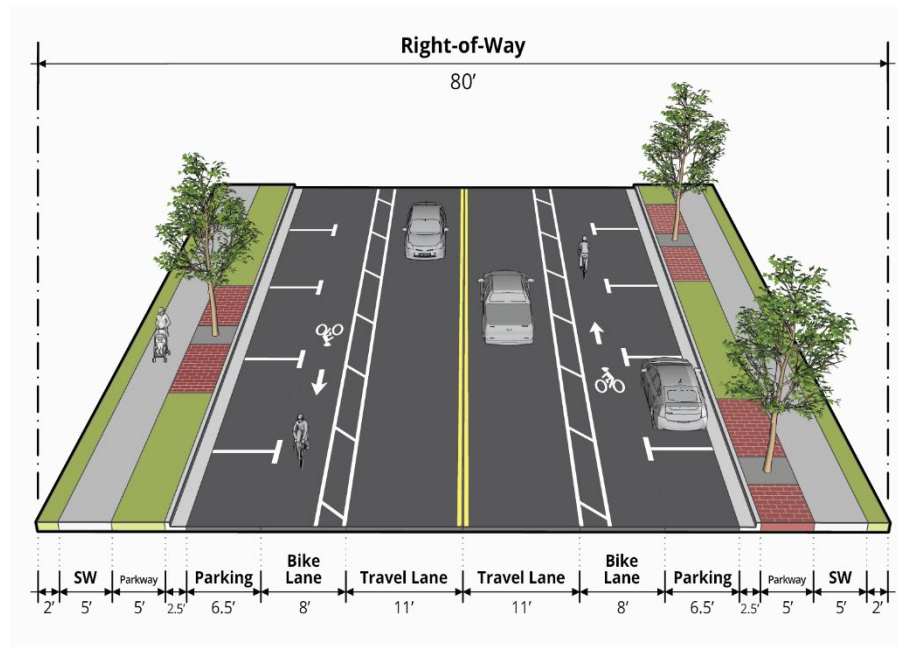 Right-of-Way
80’
SW Parkway Parking Bike Lane Travel Lane Travel Lane Bike Lane Parking Parkway SW
2’ 5’ 5’ 2.5’ 6.5’ 8’ 11’ 11’ 8’ 6.5’ 2.5’ 5’ 5’ 2’